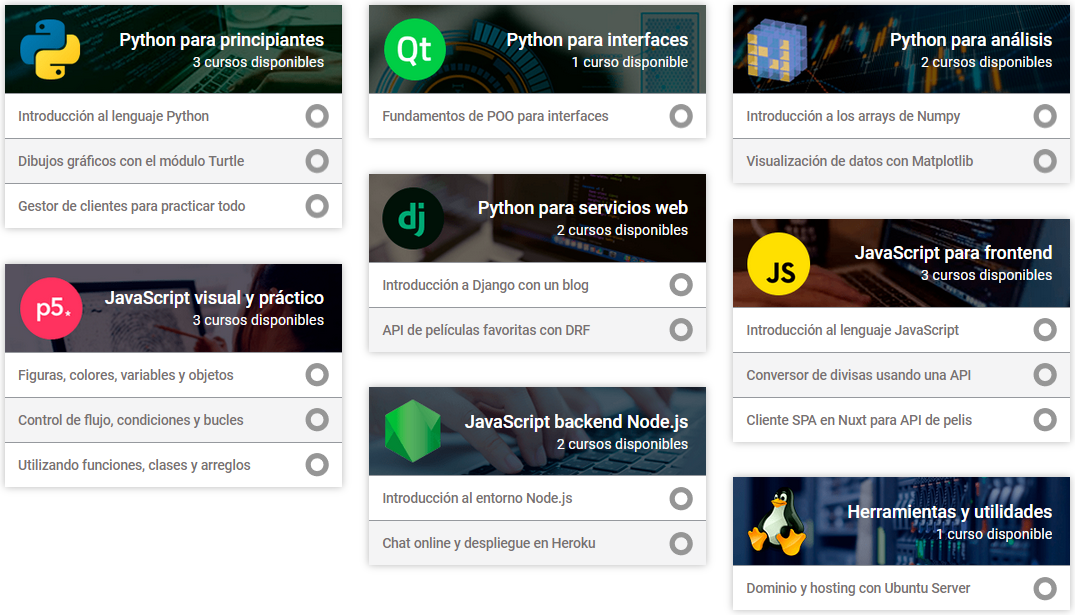 Python para principiantes
3 cursos disponibles
Introducción al lenguaje Python
Dibujos gráficos con el módulo Turtle
Gestor de clientes para practicar todo
p5*
JavaScript visual y práctico
3 cursos disponibles
Figuras, colores, variables y objetos
Control de flujo, condiciones y bucles
Utilizando funciones, clases y arreglos
Qt
Python para interfaces
1 curso disponible
Fundamentos de POO para interfaces
dj
Python para servicios web
2 cursos disponibles
Introducción a Django con un blog
API de películas favoritas con DRF
JavaScript backend Node.js
2 cursos disponibles
Introducción al entorno Node.js
Chat online y despliegue en Heroku
Python para análisis
2 cursos disponibles
Introducción a los arrays de Numpy
Visualización de datos con Matplotlib
JS
JavaScript para frontend
3 cursos disponibles
Introducción al lenguaje JavaScript
Conversor de divisas usando una API
Cliente SPA en Nuxt para API de pelis
Herramientas y utilidades
1 curso disponible
Dominio y hosting con Ubuntu Server